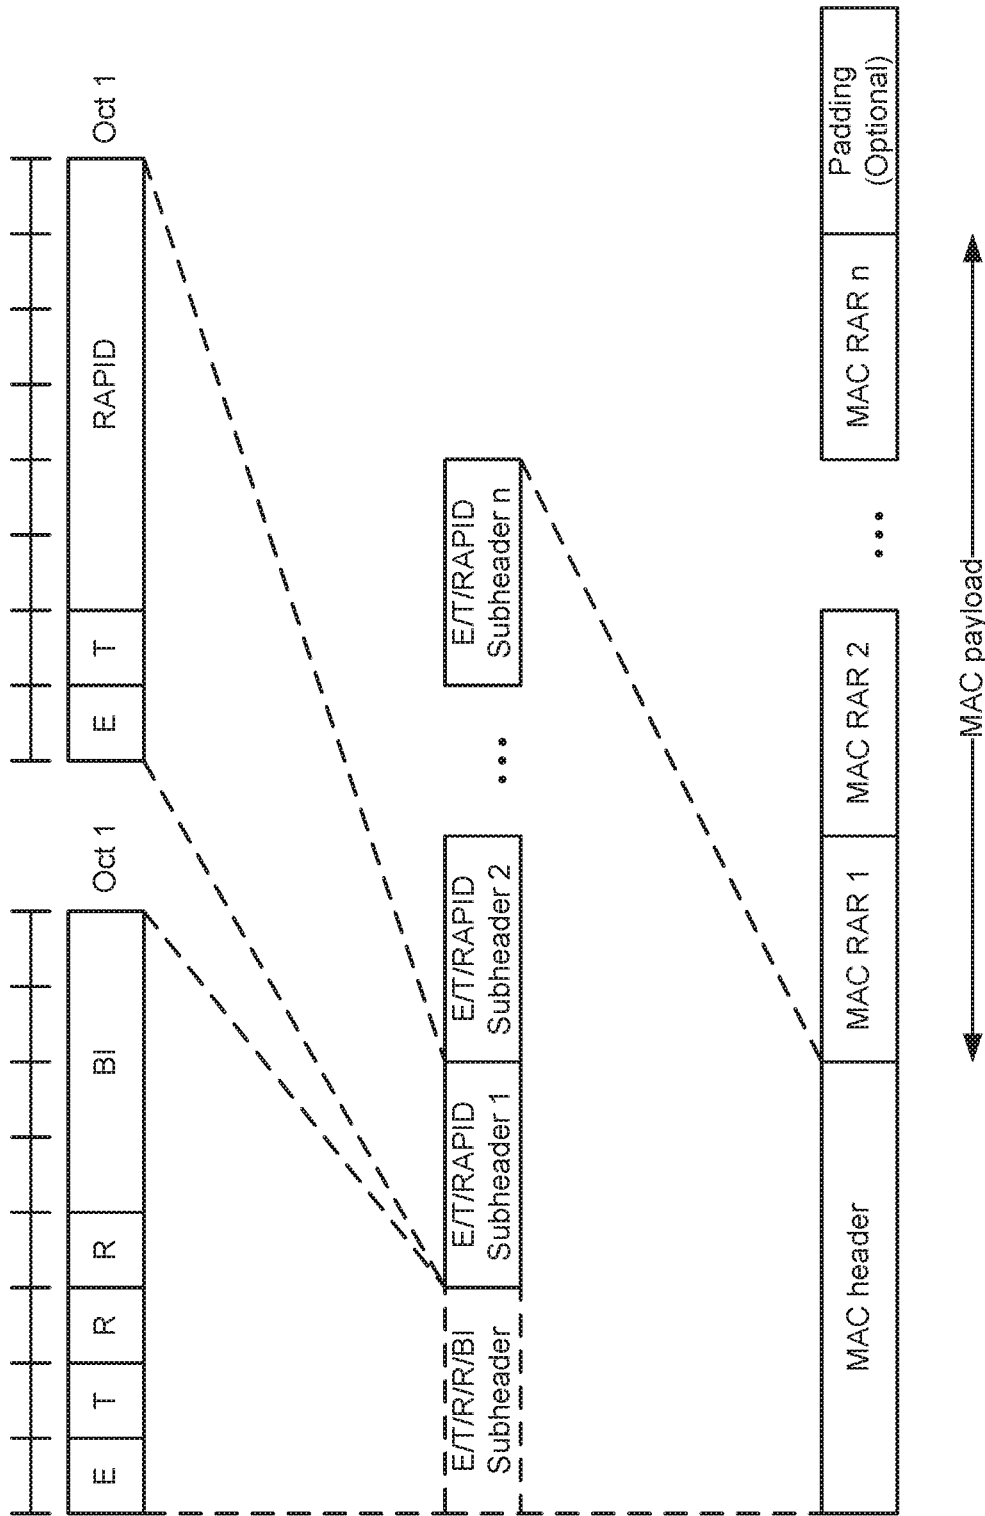 E
T
R
R
BI
Oct 1
E
T
RAPID
Oct 1
E/T/R/R/BI
Subheader
E/T/RAPID
Subheader 1
E/T/RAPID
Subheader 2
...
E/T/RAPID
Subheader n
MAC header
MAC RAR 1
MAC RAR 2
...
MAC RAR n
Padding
(Optional)
MAC payload